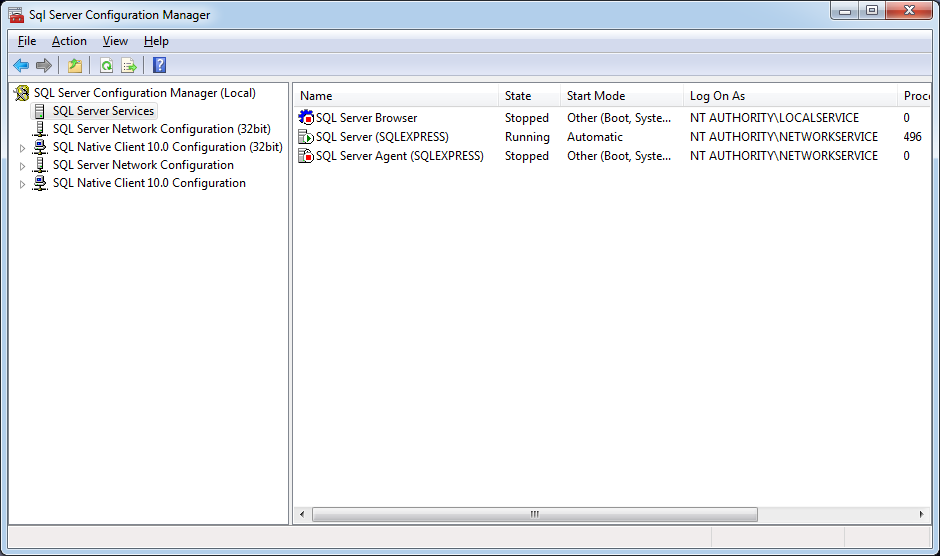 Sql Server Configuration Manager
File Action View Help
SQL Server Configuration Manager (Local)
SQL Server Services
SQL Server Network Configuration (32bit)
SQL Native Client 10.0 Configuration (32bit)
SQL Server Network Configuration
SQL Native Client 10.0 Configuration
Name State Start Mode Log On As Proce
SQL Server Browser Stopped Other (Boot, Syste... NT AUTHORITY\LOCALSERVICE 0
SQL Server (SQLEXPRESS) Running Automatic NT AUTHORITY\NETWORKSERVICE 496
SQL Server Agent (SQLEXPRESS) Stopped Other (Boot, Syste... NT AUTHORITY\NETWORKSERVICE 0